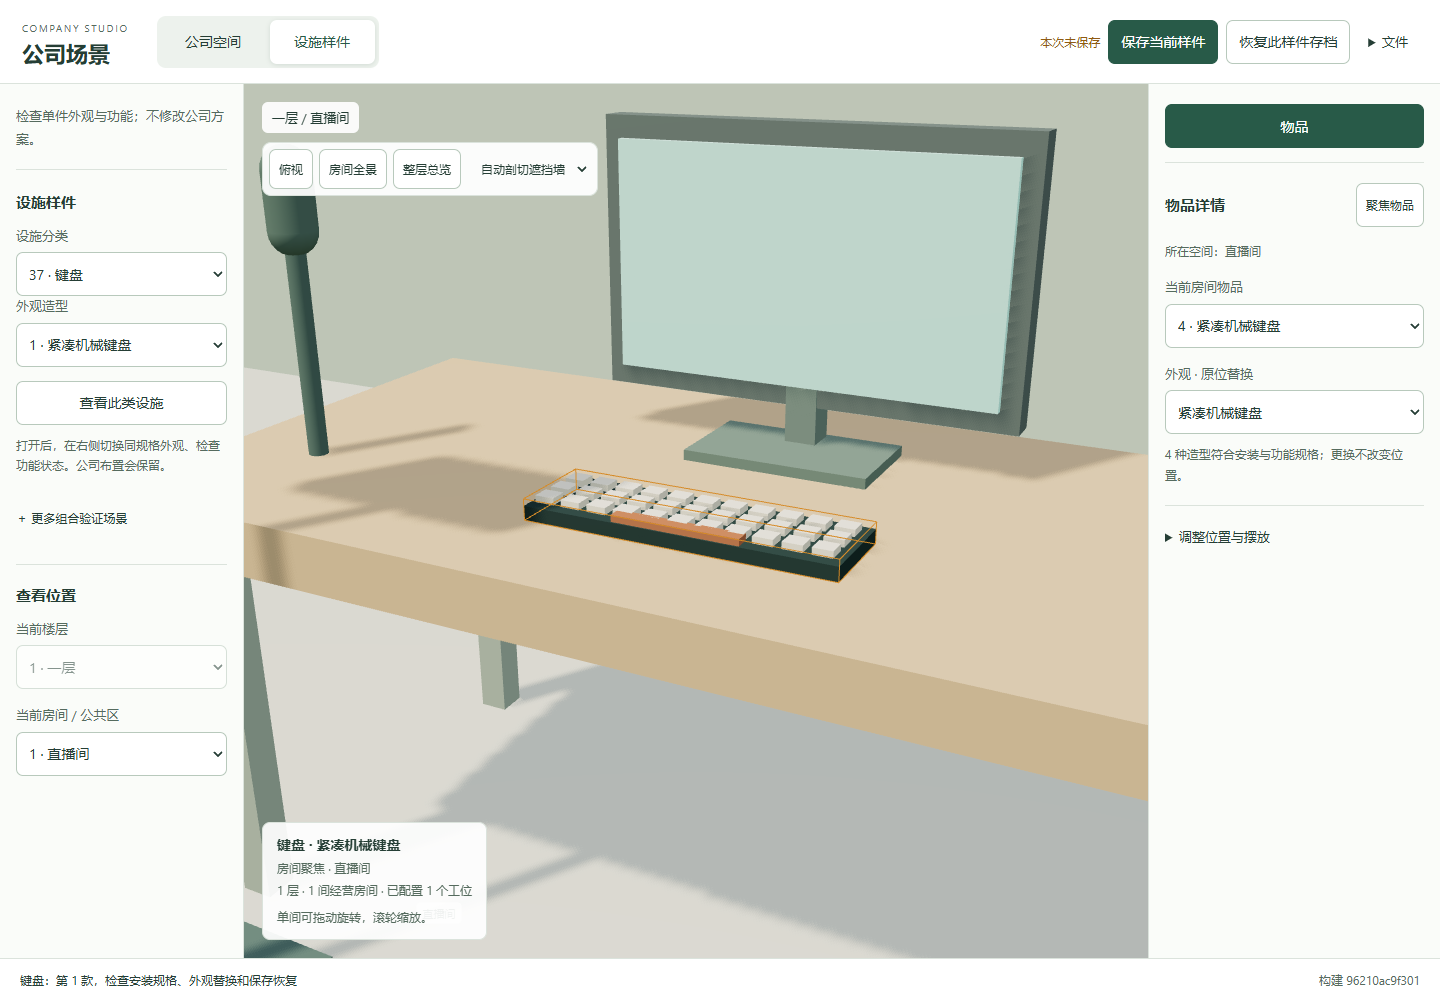 COMPANY STUDIO
公司场景
公司空间
设施样件
本次未保存
保存当前样件
恢复此样件存档
▶ 文件
检查单件外观与功能；不修改公司方
案。
设施样件
设施分类
37 · 键盘
外观造型
1 · 紧凑机械键盘
查看此类设施
打开后，在右侧切换同规格外观、检查
功能状态。公司布置会保留。
+ 更多组合验证场景
查看位置
当前楼层
1 · 一层
当前房间 / 公共区
1 · 直播间
一层 / 直播间
俯视
房间全景
整层总览
自动剖切遮挡墙
键盘 · 紧凑机械键盘
房间聚焦 · 直播间
1 层 · 1 间经营房间 · 已配置 1 个工位
单间可拖动旋转，滚轮缩放。
直播间
物品
物品详情
聚焦物品
所在空间：直播间
当前房间物品
4 · 紧凑机械键盘
外观 · 原位替换
紧凑机械键盘
4 种造型符合安装与功能规格；更换不改变位
置。
▶ 调整位置与摆放
键盘：第 1 款，检查安装规格、外观替换和保存恢复
构建 96210ac9f301